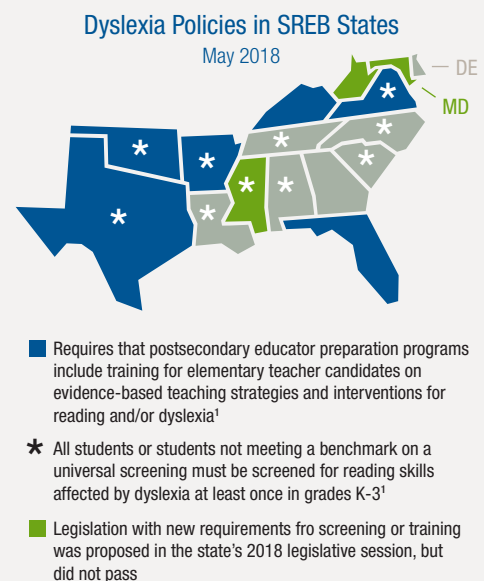 Dyslexia Policies in SREB States
May 2018
DE
MD
Requires that postsecondary educator preparation programs
include training for elementary teacher candidates on
evidence-based teaching strategies and interventions for
reading and/or dyslexia¹
* All students or students not meeting a benchmark on a
universal screening must be screened for reading skills
affected by dyslexia at least once in grades K-3¹
Legislation with new requirements fro screening or training
was proposed in the state's 2018 legislative session, but
did not pass